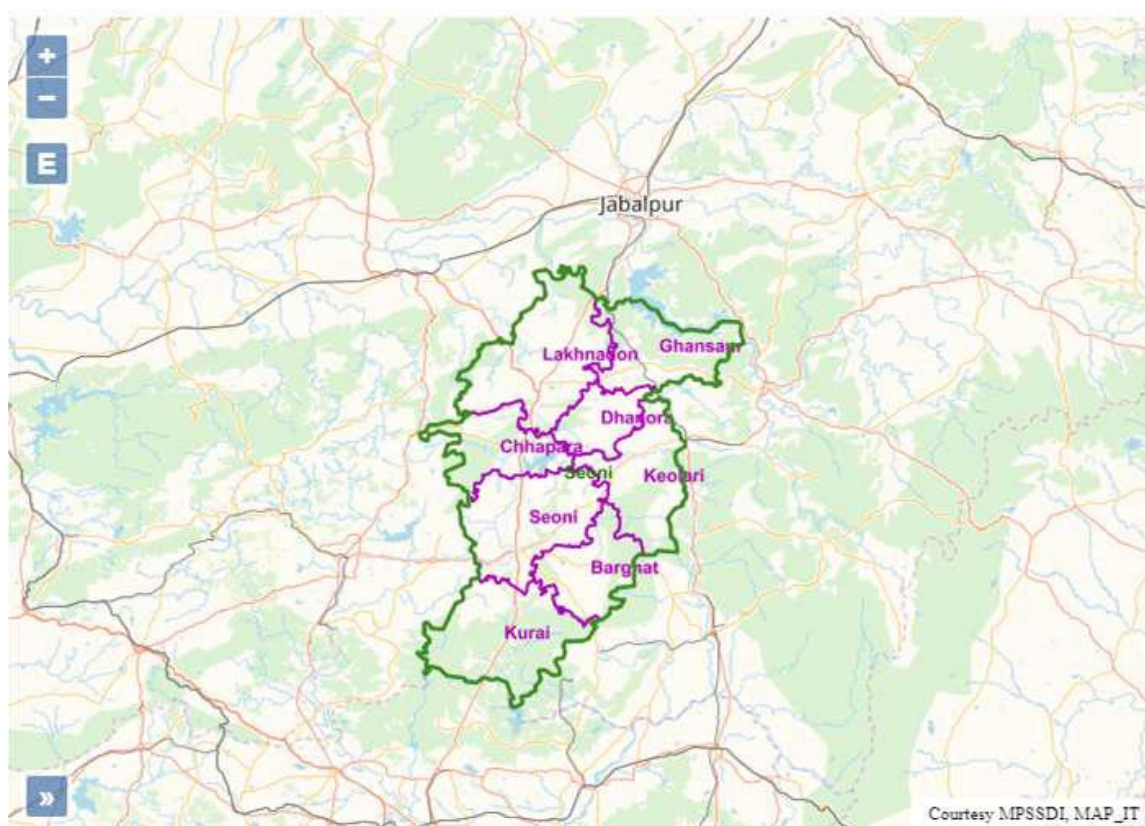 +
−
E
Jabalpur
Lakhnadon
Ghansaur
Dhanora
Chhapara
Seoni
Keolari
Seoni
Barghat
Kurai
»
Courtesy MPSSDI, MAP_IT